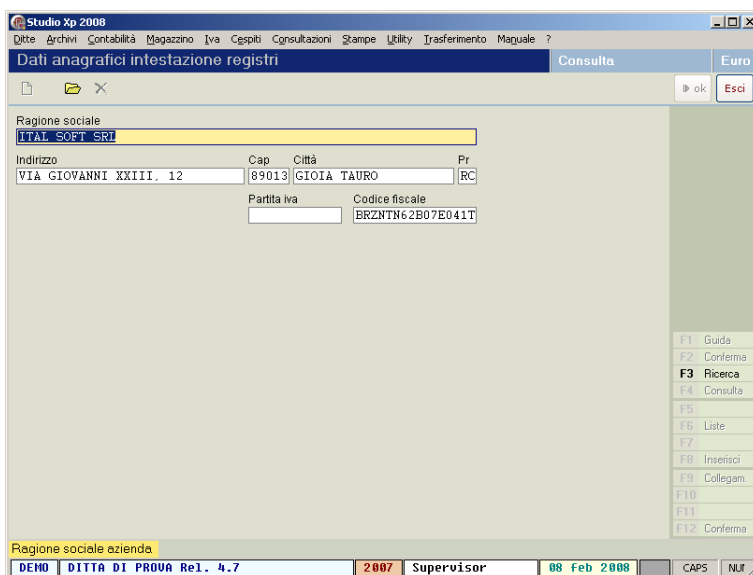 Studio Xp 2008
Ditte Archivi Contabilità Magazzino Iva Cespiti Consultazioni Stampe Utility Trasferimento Manuale ?
Dati anagrafici intestazione registri Consulta Euro
ok Esci
Ragione sociale
ITAL SOFT SRL
Indirizzo Cap Città Pr
VIA GIOVANNI XXIII, 12 89013 GIOIA TAURO RC
Partita iva Codice fiscale
BRZNTN62B07E041T
F1 Guida
F2 Conferma
F3 Ricerca
F4 Consulta
F5
F6 Liste
F7
F8 Inserisci
F9 Collegam.
F10
F11
F12 Conferma
Ragione sociale azienda
DEMO DITTA DI PROVA Rel. 4.7 2007 Supervisor 08 feb 2008 CAPS NUM